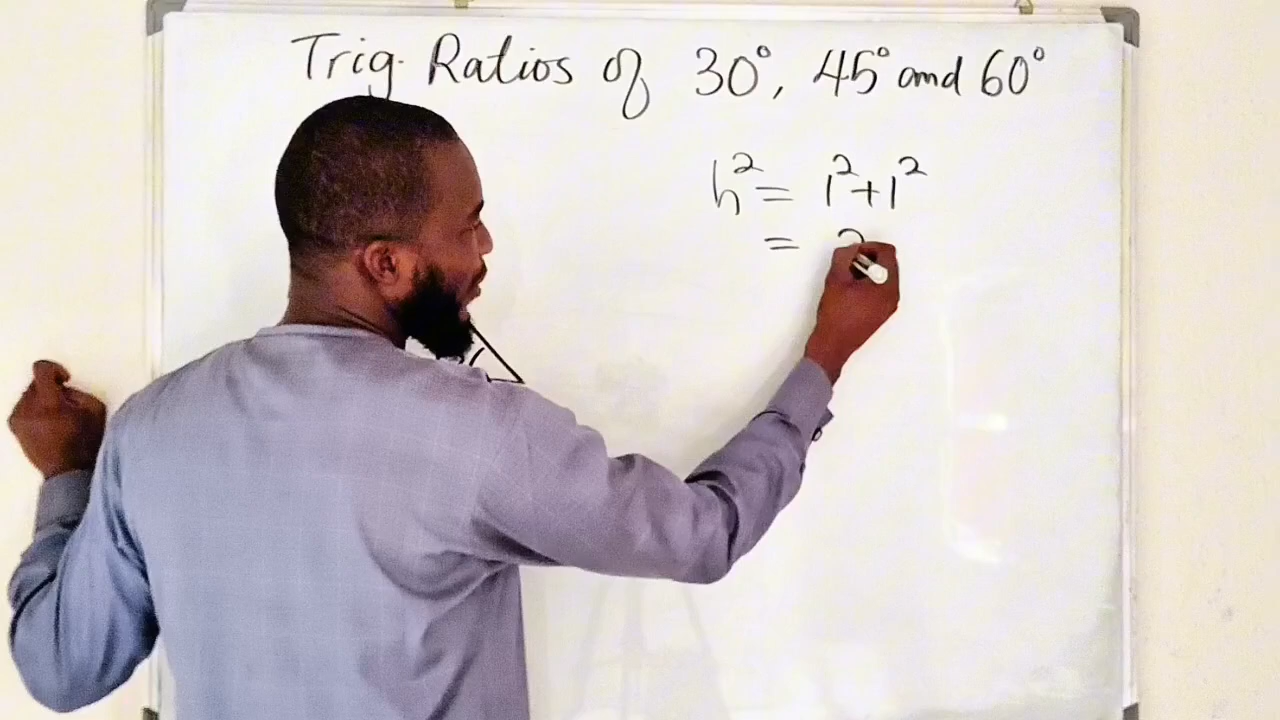 Trig. Ratios of 30°, 45° and 60°
h² = 1² + 1²
= 2